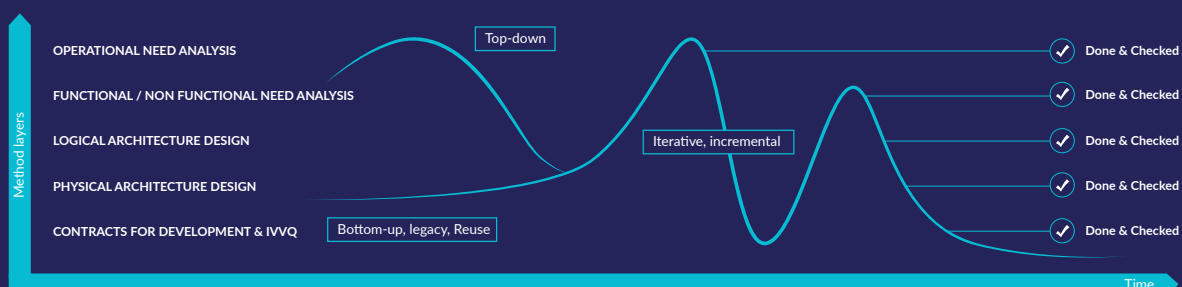 OPERATIONAL NEED ANALYSIS
Top-down
Done & Checked
FUNCTIONAL / NON FUNCTIONAL NEED ANALYSIS
Done & Checked
LOGICAL ARCHITECTURE DESIGN
Iterative, incremental
Done & Checked
Method layers
PHYSICAL ARCHITECTURE DESIGN
Done & Checked
CONTRACTS FOR DEVELOPMENT & IVVQ
Bottom-up, legacy, Reuse
Done & Checked
Time